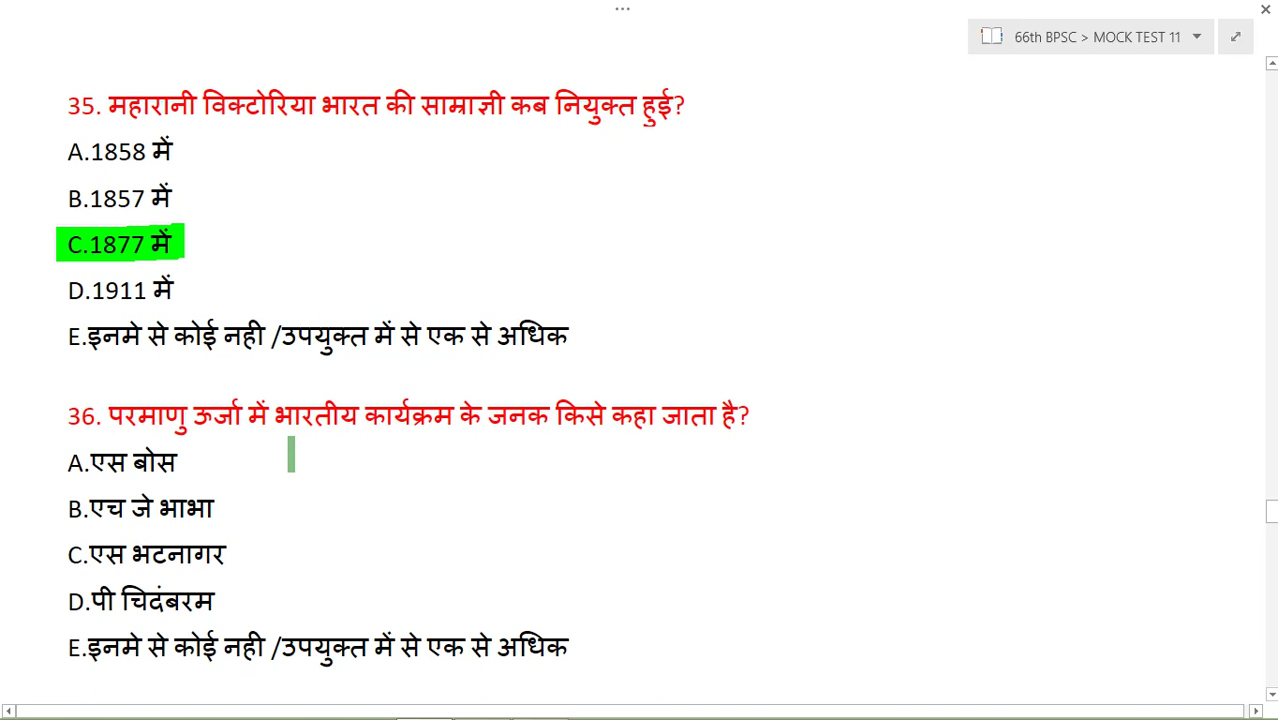 66th BPSC > MOCK TEST 11
35. महारानी विक्टोरिया भारत की साम्राज्ञी कब नियुक्त हुई?
A.1858 में
B.1857 में
C.1877 में
D.1911 में
E.इनमे से कोई नही /उपयुक्त में से एक से अधिक
36. परमाणु ऊर्जा में भारतीय कार्यक्रम के जनक किसे कहा जाता है?
A.एस बोस
B.एच जे भाभा
C.एस भटनागर
D.पी चिदंबरम
E.इनमे से कोई नही /उपयुक्त में से एक से अधिक